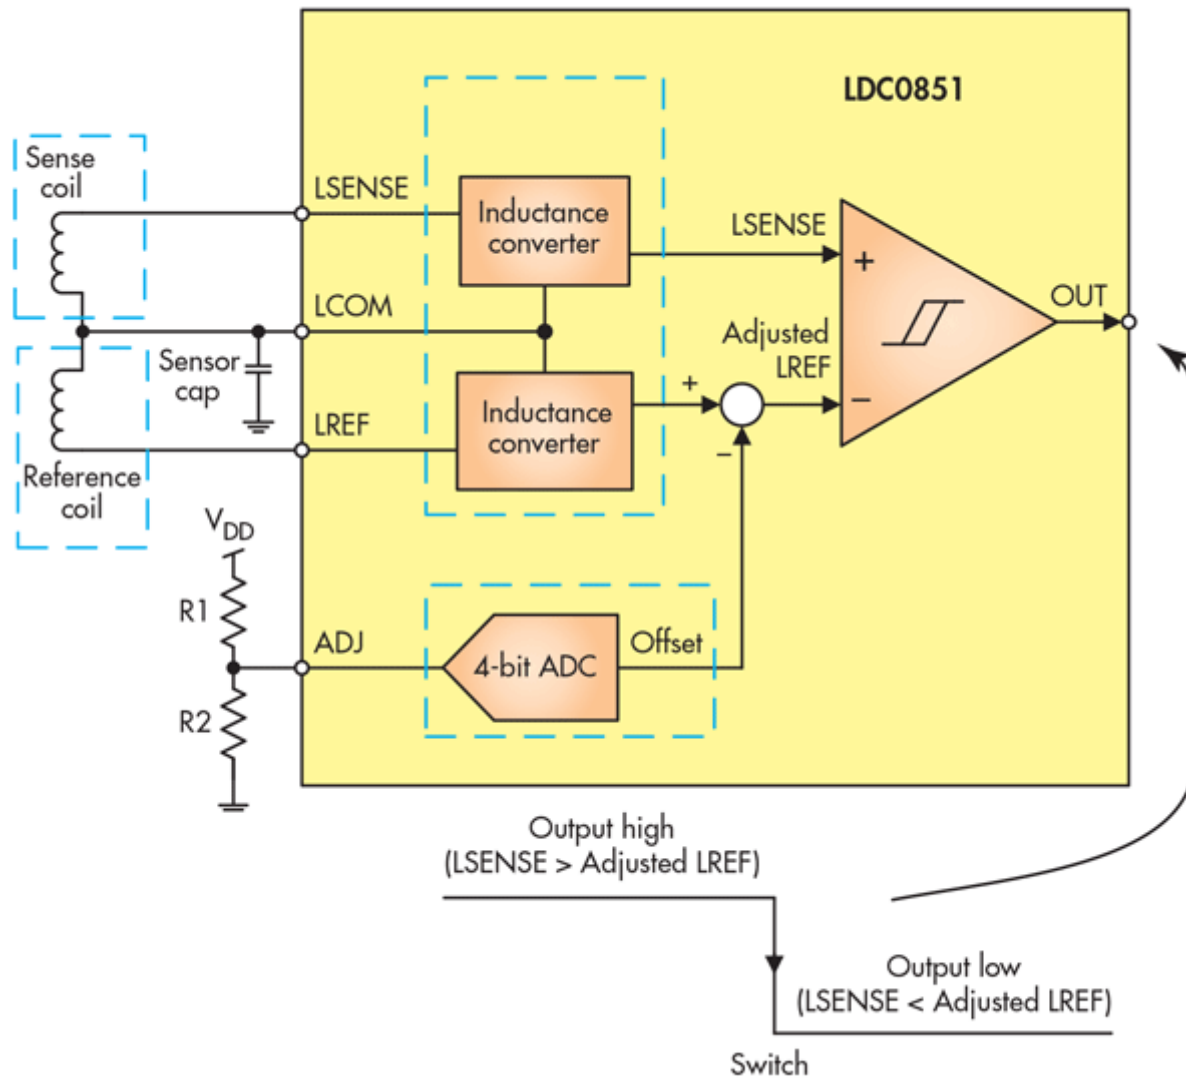 LDC0851
Sense
coil
LSENSE
Inductance
converter
LSENSE
+
OUT
LCOM
Sensor
cap
Adjusted
LREF
+
−
−
LREF
Inductance
converter
Reference
coil
VDD
R1
ADJ
4-bit ADC
Offset
R2
Output high
(LSENSE > Adjusted LREF)
Output low
(LSENSE < Adjusted LREF)
Switch